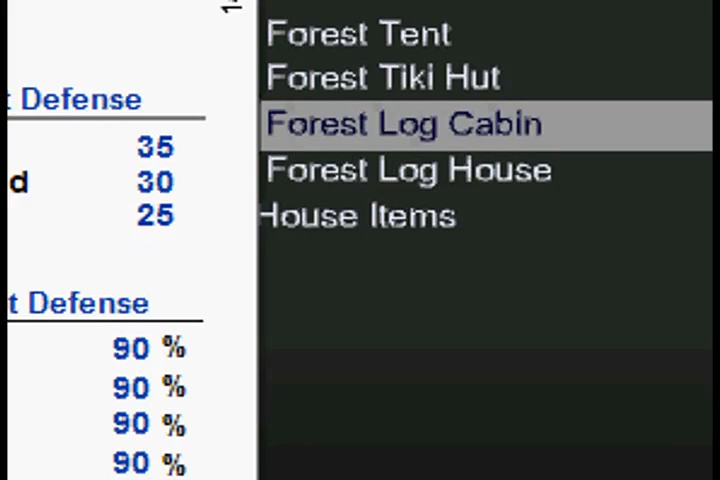 Defense
35
d 30
25
t Defense
90 %
90 %
90 %
90 %
Forest Tent
Forest Tiki Hut
Forest Log Cabin
Forest Log House
House Items